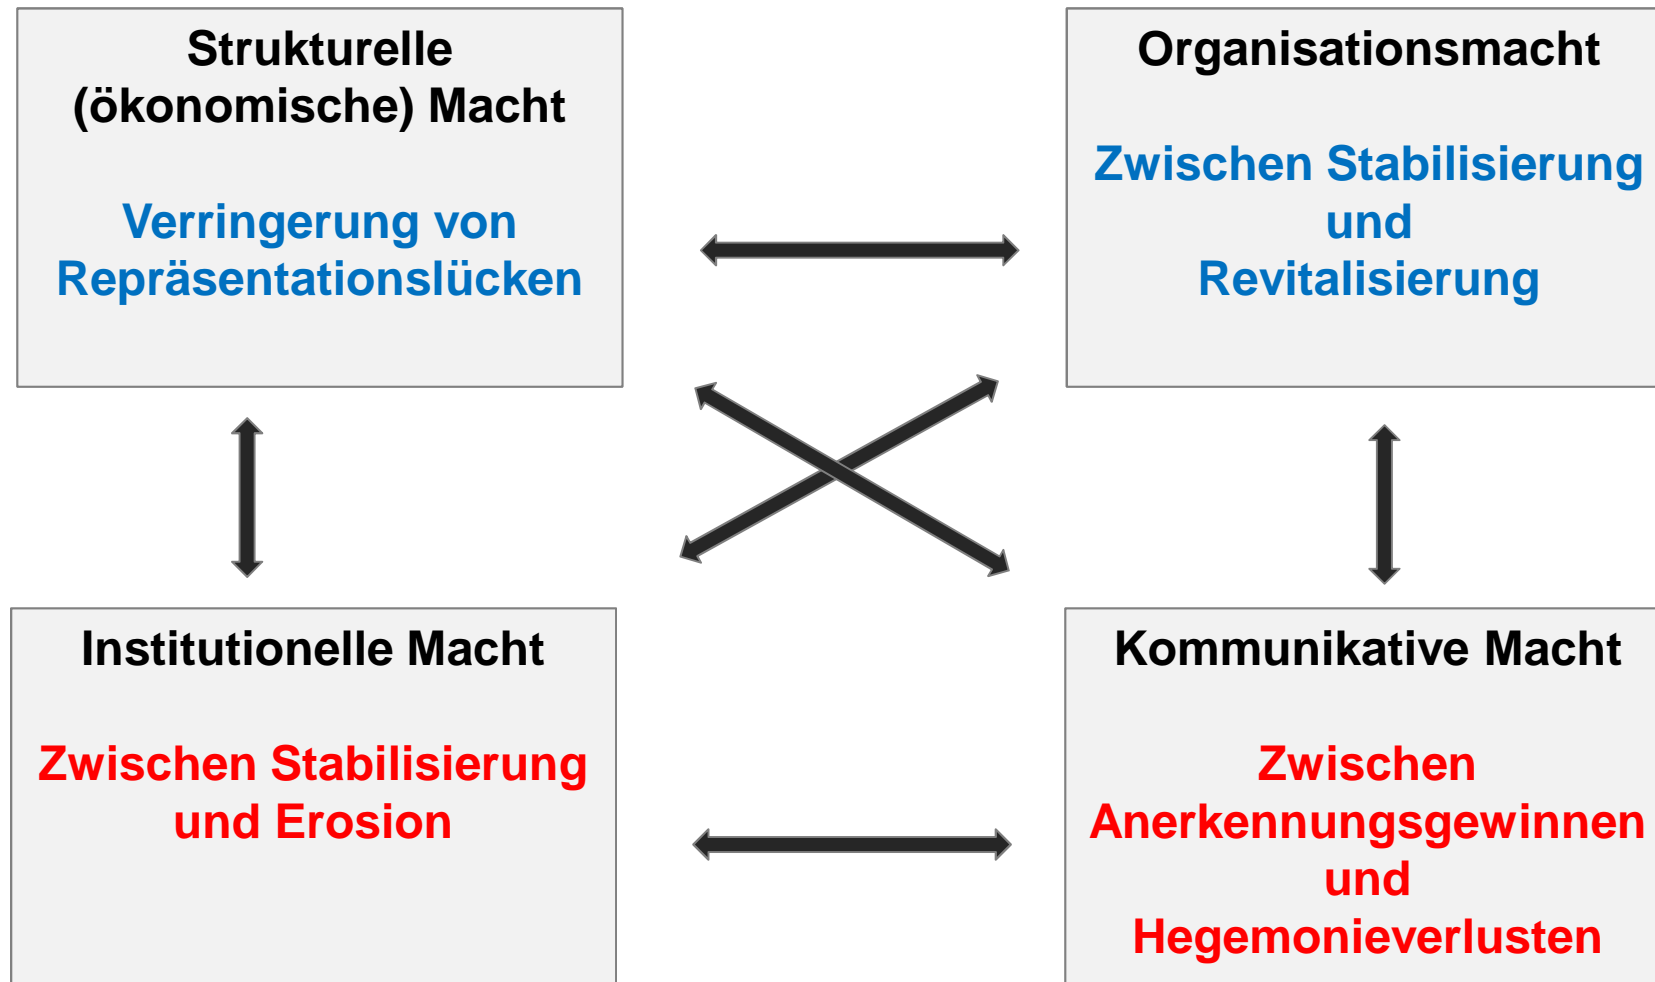 Strukturelle
(ökonomische) Macht
Verringerung von
Repräsentationslücken
Organisationsmacht
Zwischen Stabilisierung
und
Revitalisierung
Institutionelle Macht
Zwischen Stabilisierung
und Erosion
Kommunikative Macht
Zwischen
Anerkennungsgewinnen
und
Hegemonieverlusten